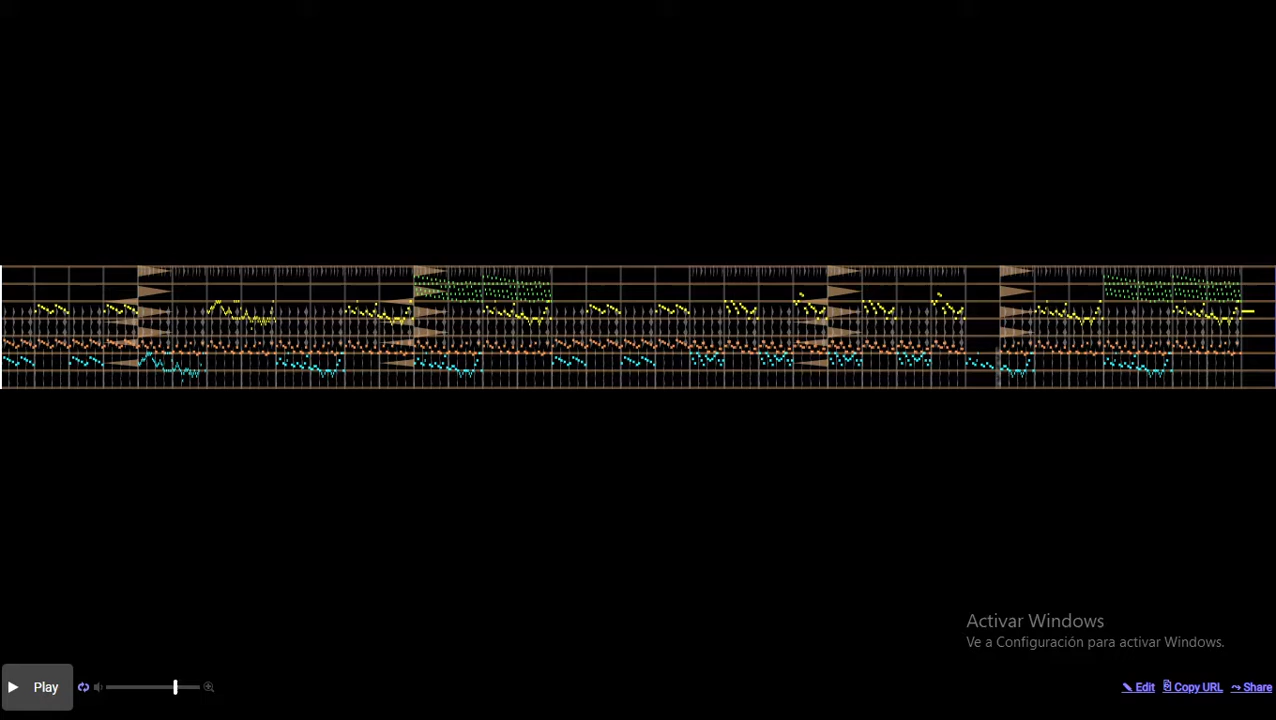 Activar Windows
Ve a Configuración para activar Windows.
Play
Edit
Copy URL
Share